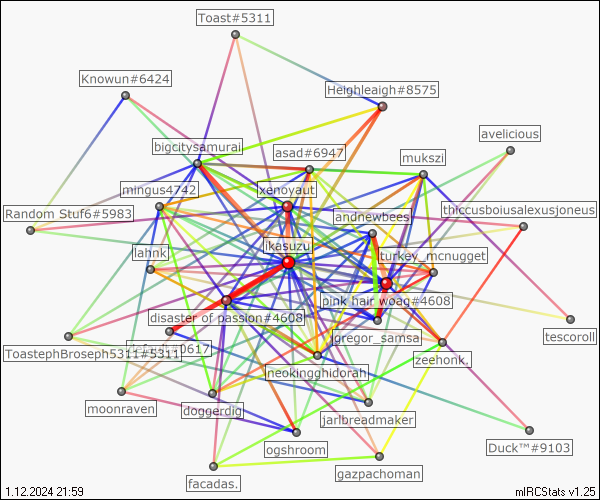 Toast#5311
Knowun#6424
Heighleaigh#8575
avelicious
bigcitysamurai
asad#6947
mukszi
mingus4742
xenoyaut
Random Stuf6#5983
andnewbees
thiccusboiusalexusjoneus
lahnk
ikasuzu
turkey_mcnugget
pink hair woag#4608
disaster of passion#4608
gregor_samsa
tescoroll
ToastephBroseph5311#5311
0617
neokingghidorah
zeehonk.
moonraven
doggerdig
jarlbreadmaker
ogshroom
Duck™#9103
facadas.
gazpachoman
1.12.2024 21:59
mIRCStats v1.25